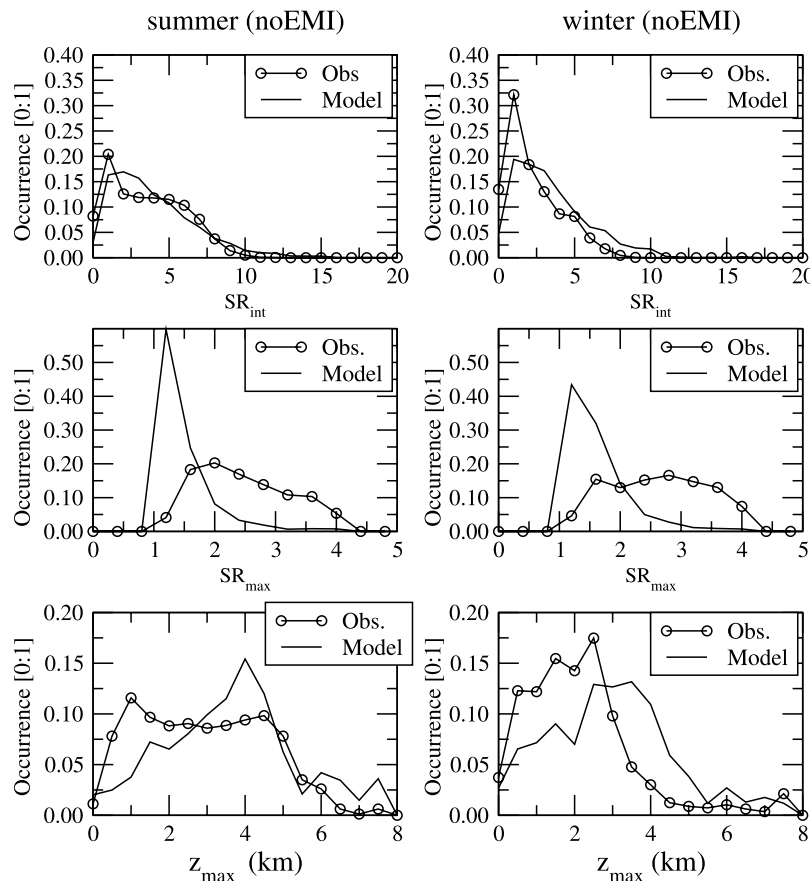 summer (noEMI)
winter (noEMI)
0.40
0.35
0.30
0.25
0.20
0.15
0.10
0.05
0.00
Occurrence [0:1]
Obs
Model
0 5 10 15 20
SR_int
0.40
0.35
0.30
0.25
0.20
0.15
0.10
0.05
0.00
Occurrence [0:1]
Obs.
Model
0 5 10 15 20
SR_int
0.50
0.40
0.30
0.20
0.10
0.00
Occurrence [0:1]
Obs.
Model
0 1 2 3 4 5
SR_max
0.50
0.40
0.30
0.20
0.10
0.00
Occurrence [0:1]
Obs.
Model
0 1 2 3 4 5
SR_max
0.20
0.15
0.10
0.05
0.00
Occurrence [0:1]
Obs.
Model
0 2 4 6 8
z_max (km)
0.20
0.15
0.10
0.05
0.00
Occurrence [0:1]
Obs.
Model
0 2 4 6 8
z_max (km)